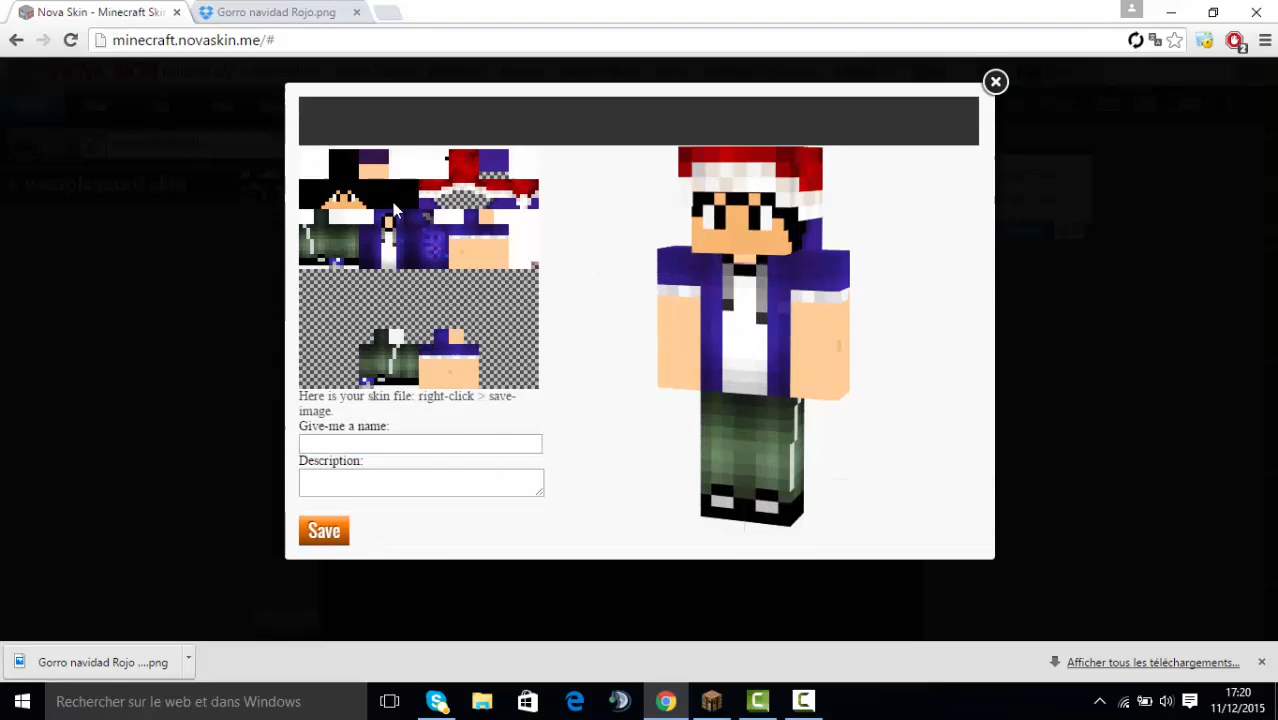 Nova Skin - Minecraft Skin
Gorro navidad Rojo.png
minecraft.novaskin.me/#
2
Here is your skin file: right-click > save-
image.
Give-me a name:
Description:
Save
Gorro navidad Rojo ....png
Afficher tous les téléchargements...
Rechercher sur le web et dans Windows
17:20
11/12/2015